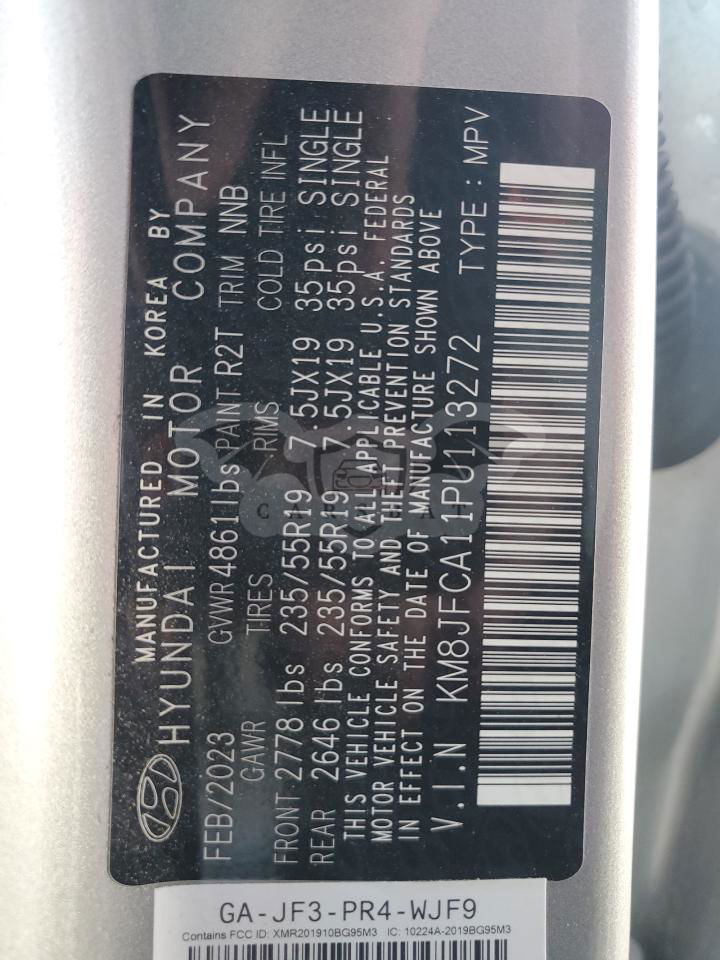 MANUFACTURED IN KOREA BY
HYUNDAI MOTOR COMPANY
FEB/2023 GVWR 4861lbs PAINT R2T TRIM NNB
GAWR TIRES RIMS COLD TIRE INFL
FRONT 2778 lbs 235/55R19 7.5JX19 35psi SINGLE
REAR 2646 lbs 235/55R19 7.5JX19 35psi SINGLE
THIS VEHICLE CONFORMS TO ALL APPLICABLE U.S.A. FEDERAL
MOTOR VEHICLE SAFETY AND THEFT PREVENTION STANDARDS
IN EFFECT ON THE DATE OF MANUFACTURE SHOWN ABOVE
V.I.N KM8JFCA11PU113272 TYPE : MPV
CARSBAT
GA-JF3-PR4-WJF9
Contains FCC ID: XMR201910BG95M3 IC: 10224A-2019BG95M3